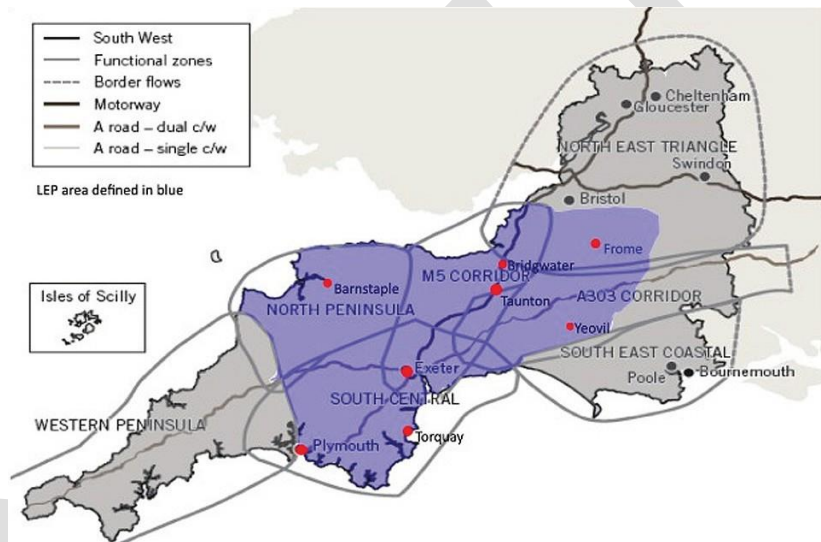 South West
Functional zones
Border flows
Motorway
A road – dual c/w
A road – single c/w
LEP area defined in blue
Cheltenham
Gloucester
NORTH EAST TRIANGLE
Swindon
Bristol
Frome
Bridgwater
M5 CORRIDOR
Barnstaple
Isles of Scilly
Taunton
A303 CORRIDOR
NORTH PENINSULA
Yeovil
SOUTH EAST COASTAL
Exeter
Poole
Bournemouth
SOUTH CENTRAL
WESTERN PENINSULA
Torquay
Plymouth